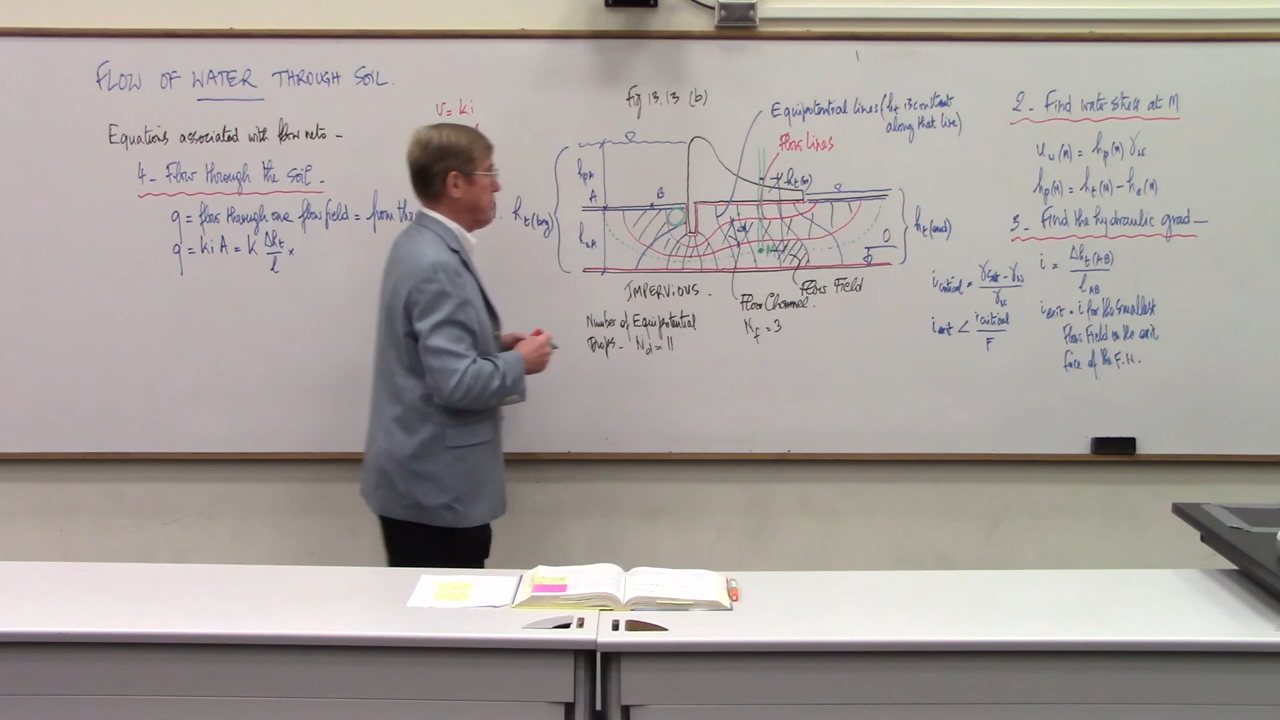 FLOW OF WATER THROUGH SOIL.
Equations associated with flow nets -
4 - Flow through the soil -
q = flow through one flow field = from the
q = k i A = k Δht/l ×
v = ki
Fig 13.13 (b)
Equipotential lines (ht is constant
along that line)
Flow lines
ht(M)
hpA
A
B
heA
ht(beg)
ht(end)
d
M
0
IMPERVIOUS -
Flow Channel.
Flow Field
Number of Equipotential
Drops - Nd = 11
Nf = 3
2 - Find water stress at M
uw(M) = hp(M) γw
hp(M) = ht(M) - he(M)
3 - Find the hydraulic grad -
i = Δht(AB)/lAB
icritical = γsat - γw/γw
iexit < icritical/F
iexit = i for the smallest
Flow Field on the exit
face of the F.N.